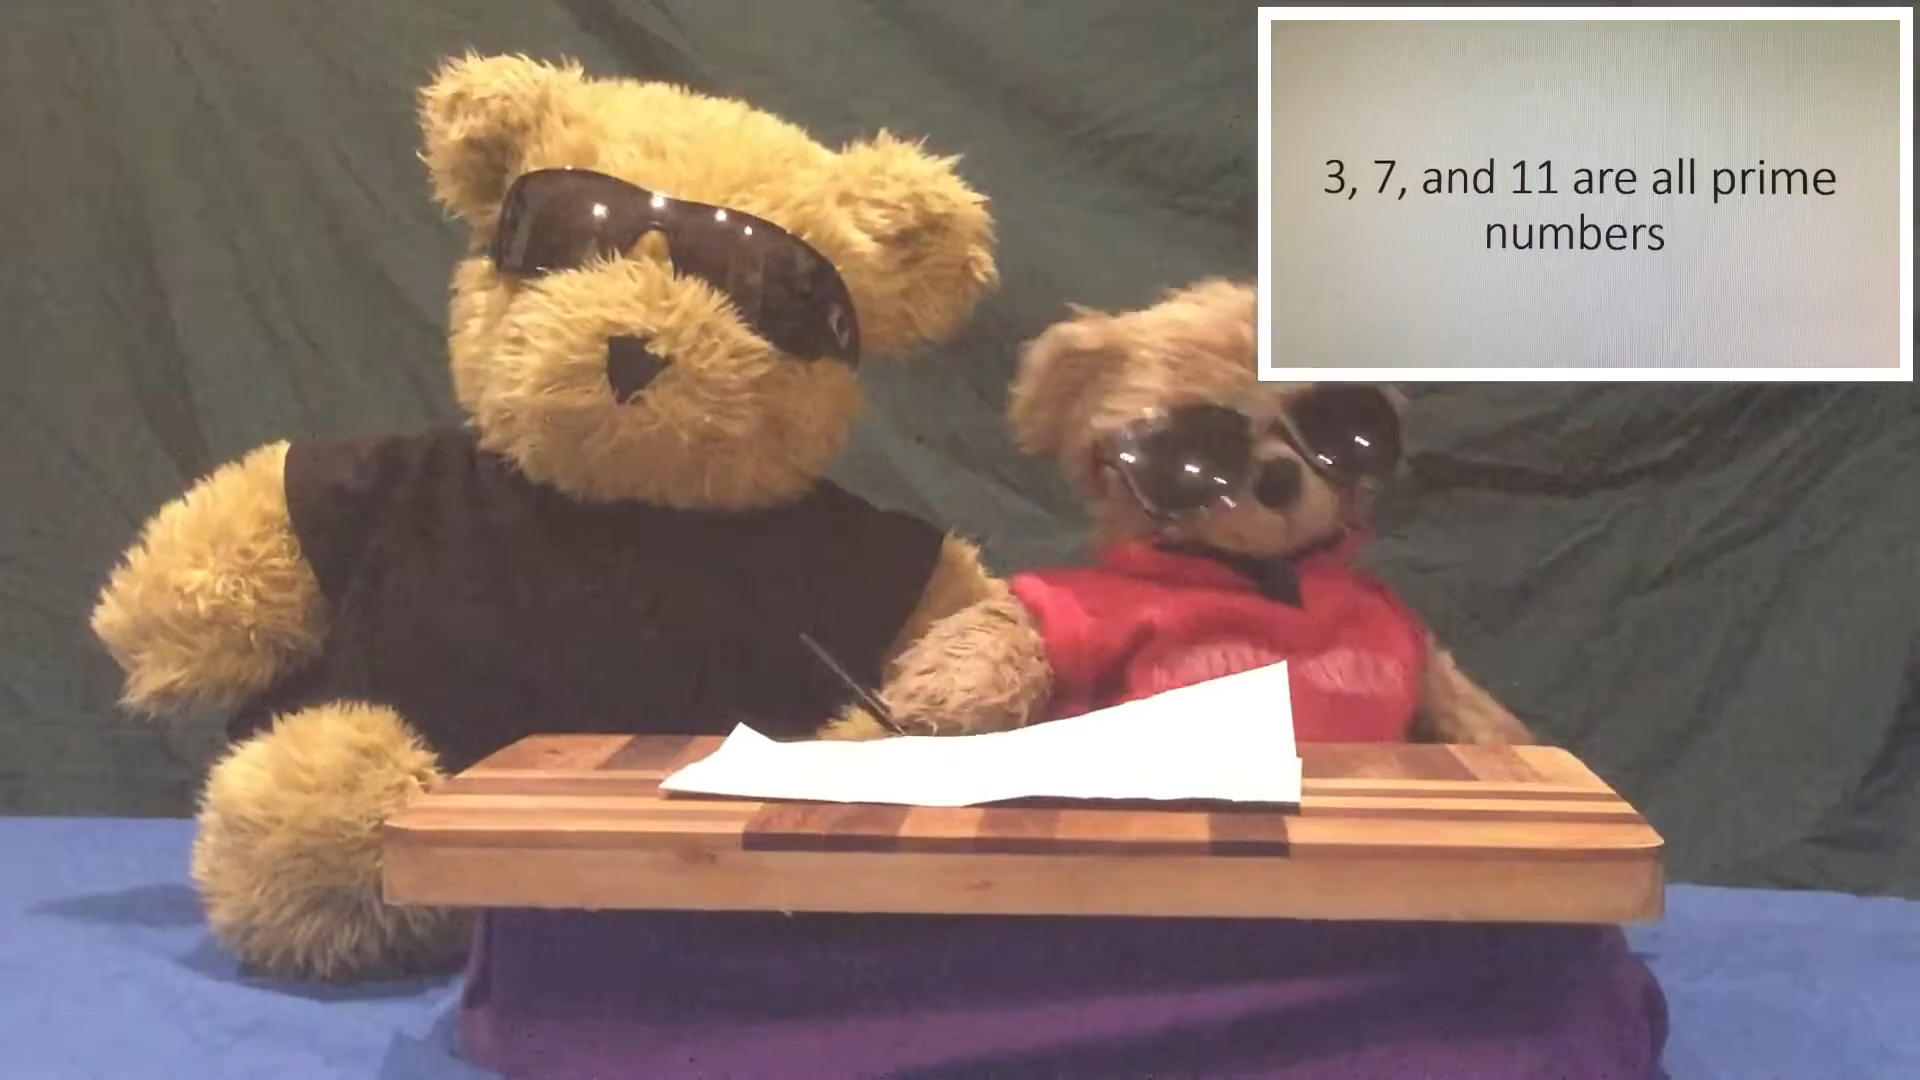 3, 7, and 11 are all prime
numbers